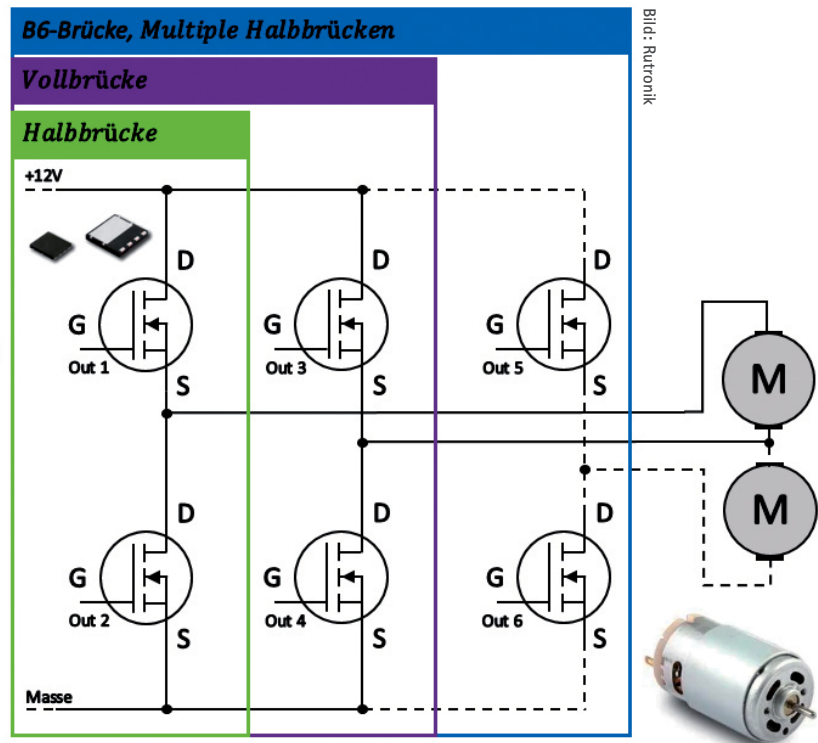 B6-Brücke, Multiple Halbbrücken
Bild: Rutronik
Vollbrücke
Halbbrücke
+12V
D
D
D
G
G
G
Out 1
Out 3
Out 5
S
S
S
M
M
D
D
D
G
G
G
Out 2
Out 4
Out 6
S
S
S
Masse